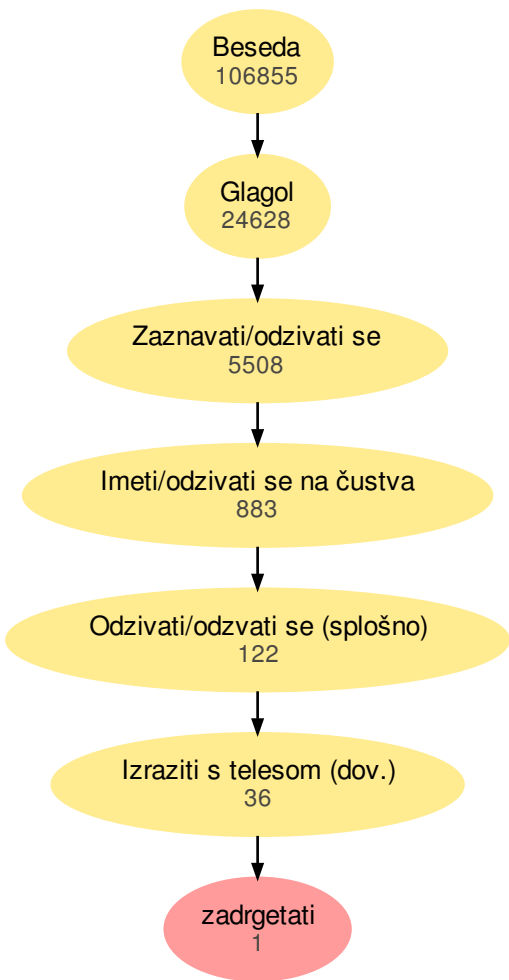 Beseda
106855
Glagol
24628
Zaznavati/odzivati se
5508
Imeti/odzivati se na čustva
883
Odzivati/odzvati se (splošno)
122
Izraziti s telesom (dov.)
36
zadrgetati
1